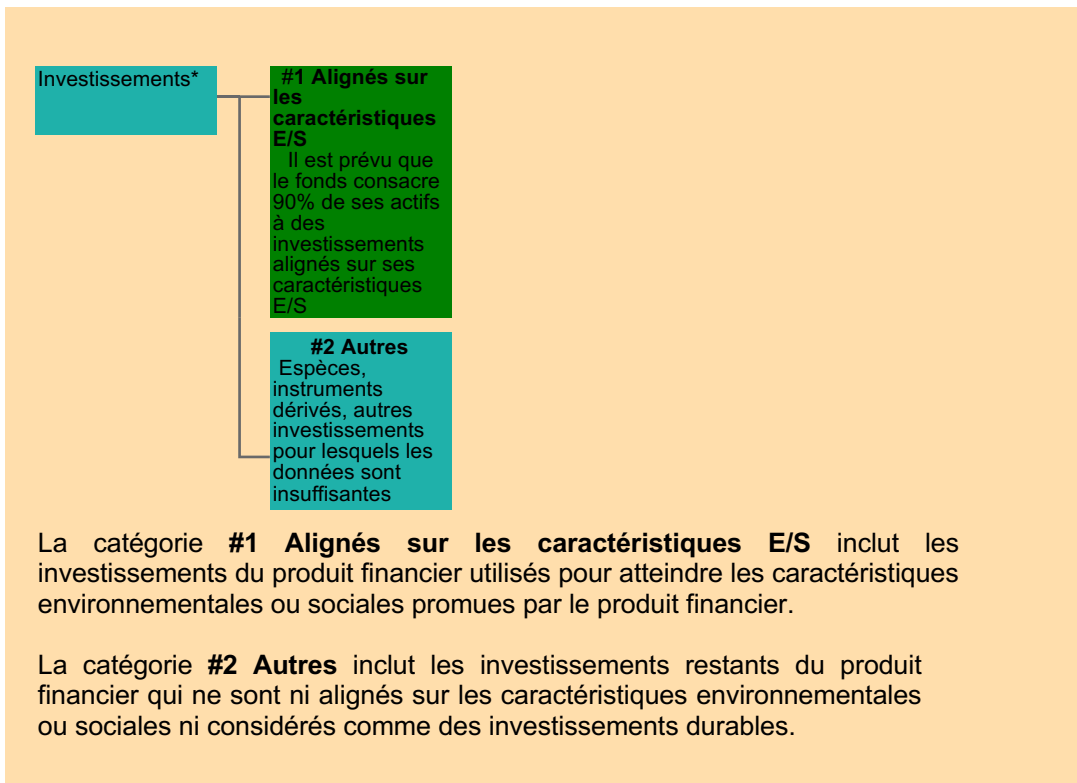 Investissements*
#1 Alignés sur
les
caractéristiques
E/S
Il est prévu que
le fonds consacre
90% de ses actifs
à des
investissements
alignés sur ses
caractéristiques
E/S
#2 Autres
Espèces,
instruments
dérivés, autres
investissements
pour lesquels les
données sont
insuffisantes
La catégorie #1 Alignés sur les caractéristiques E/S inclut les
investissements du produit financier utilisés pour atteindre les caractéristiques
environnementales ou sociales promues par le produit financier.
La catégorie #2 Autres inclut les investissements restants du produit
financier qui ne sont ni alignés sur les caractéristiques environnementales
ou sociales ni considérés comme des investissements durables.